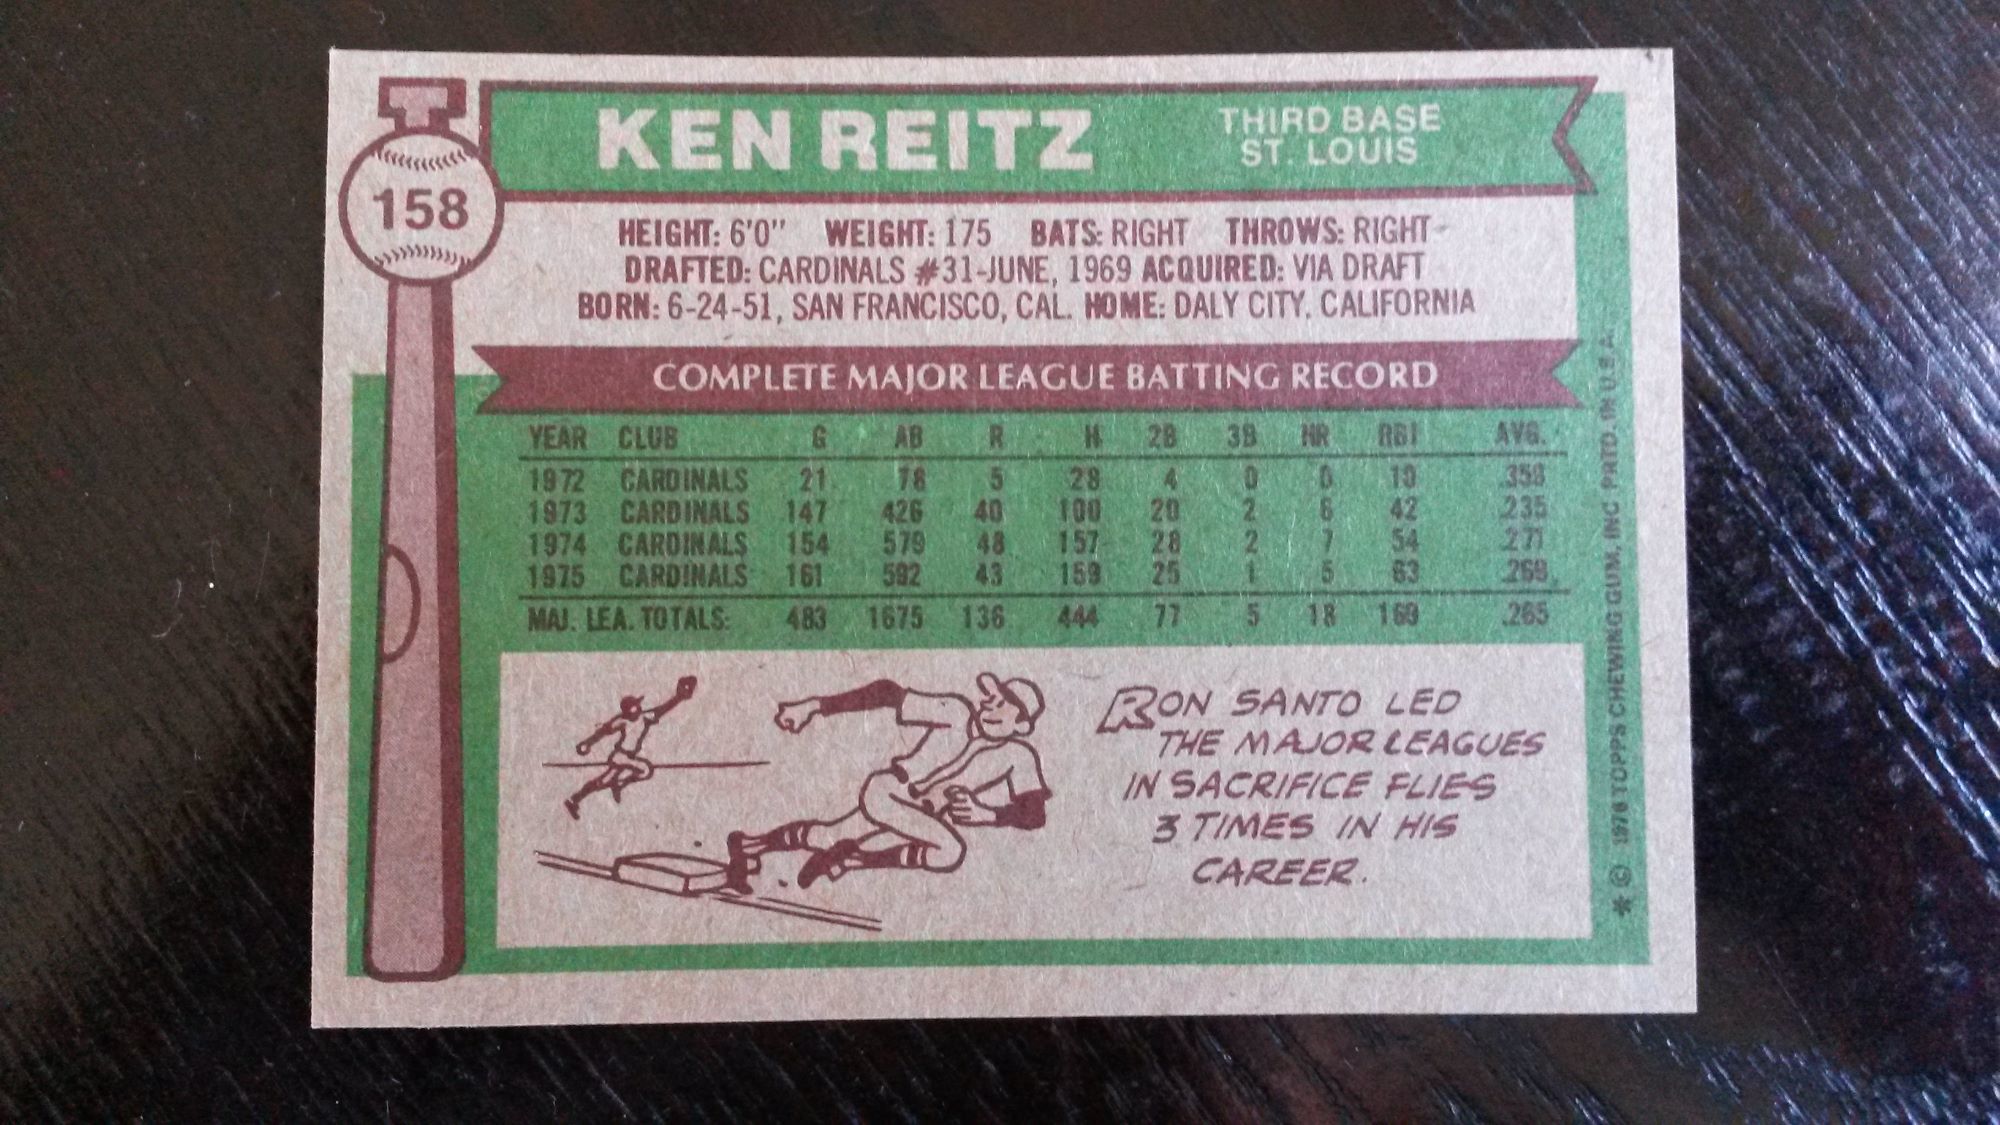 T
158
KEN REITZ
THIRD BASE
ST. LOUIS
HEIGHT: 6'0" WEIGHT: 175 BATS: RIGHT THROWS: RIGHT
DRAFTED: CARDINALS #31-JUNE, 1969 ACQUIRED: VIA DRAFT
BORN: 6-24-51, SAN FRANCISCO, CAL. HOME: DALY CITY, CALIFORNIA
COMPLETE MAJOR LEAGUE BATTING RECORD
YEAR CLUB G AB R H 2B 3B HR RBI AVG.
1972 CARDINALS 21 78 5 28 4 0 0 10 .359
1973 CARDINALS 147 426 40 100 20 2 6 42 .235
1974 CARDINALS 154 579 48 157 28 2 7 54 .271
1975 CARDINALS 161 592 43 159 25 1 5 63 .269
MAJ. LEA. TOTALS: 483 1675 136 444 77 5 18 169 .265
RON SANTO LED
THE MAJOR LEAGUES
IN SACRIFICE FLIES
3 TIMES IN HIS
CAREER.
* © 1976 TOPPS CHEWING GUM, INC PRTD. IN U.S.A.